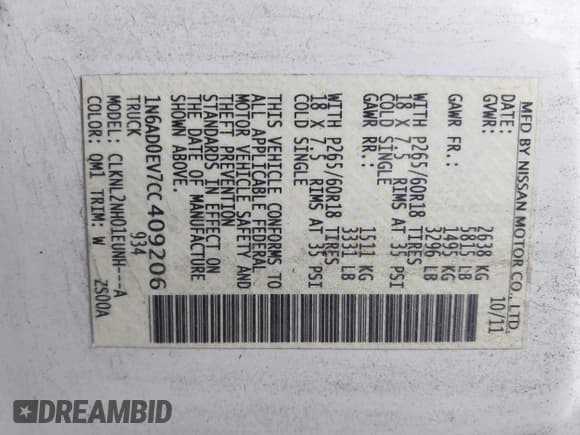 MFD BY NISSAN MOTOR CO., LTD.
DATE: 10/11
GVWR: 2638 KG
5815 LB
GAWR FR.: 1495 KG
3296 LB
WITH P265/60R18 TIRES
18 X 7.5 RIMS AT 35 PSI
COLD SINGLE
GAWR RR.: 1511 KG
3331 LB
WITH P265/60R18 TIRES
18 X 7.5 RIMS AT 35 PSI
COLD SINGLE
THIS VEHICLE CONFORMS TO
ALL APPLICABLE FEDERAL
MOTOR VEHICLE SAFETY AND
THEFT PREVENTION
STANDARDS IN EFFECT ON
THE DATE OF MANUFACTURE
SHOWN ABOVE.
1N6AD0EV7CC409206
TRUCK 934
MODEL: CLKNL2NHO1EUNH---A
COLOR: QM1 TRIM: W ZS00A
DREAMBID